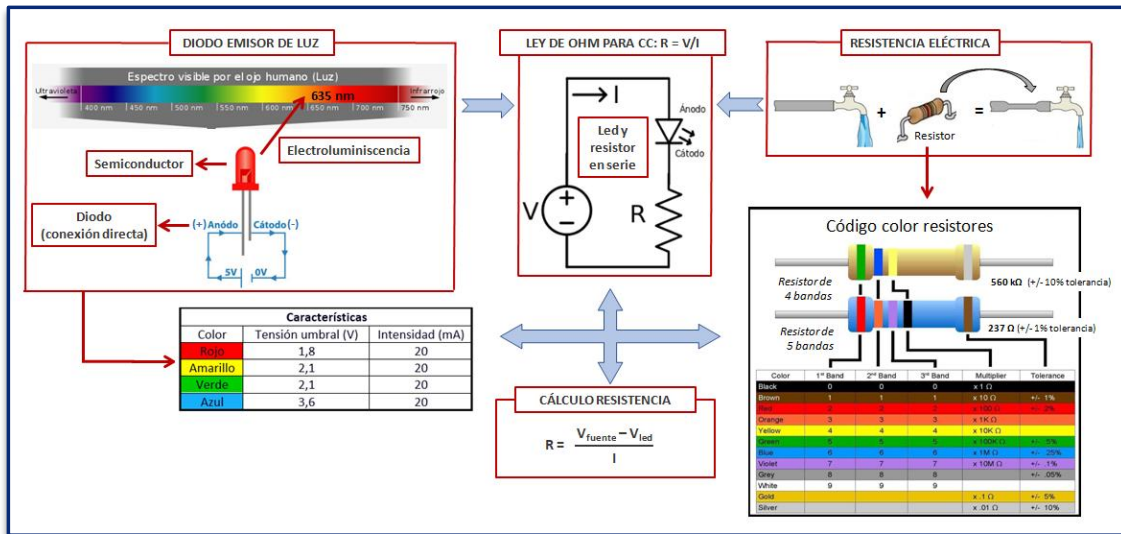 DIODO EMISOR DE LUZ
Espectro visible por el ojo humano (Luz)
Ultravioleta
635 nm
Infrarrojo
400 nm 450 nm 500 nm 550 nm 600 nm 650 nm 700 nm 750 nm
Electroluminiscencia
Semiconductor
Diodo
(conexión directa)
(+) Anódo
Cátodo (-)
5V
0V
Características
Color Tensión umbral (V) Intensidad (mA)
Rojo 1,8 20
Amarillo 2,1 20
Verde 2,1 20
Azul 3,6 20
LEY DE OHM PARA CC: R = V/I
I
Ánodo
Led y
resistor
en serie
Cátodo
V
+
−
R
CÁLCULO RESISTENCIA
R = V fuente − V led
I
RESISTENCIA ELÉCTRICA
+
=
Resistor
Código color resistores
Resistor de
4 bandas
560 kΩ (+/- 10% tolerancia)
Resistor de
5 bandas
237 Ω (+/- 1% tolerancia)
Color 1st Band 2nd Band 3rd Band Multiplier Tolerance
Black 0 0 0 x 1 Ω
Brown 1 1 1 x 10 Ω +/- 1%
Red 2 2 2 x 100 Ω +/- 2%
Orange 3 3 3 x 1K Ω
Yellow 4 4 4 x 10K Ω
Green 5 5 5 x 100K Ω +/- .5%
Blue 6 6 6 x 1M Ω +/- .25%
Violet 7 7 7 x 10M Ω +/- .1%
Grey 8 8 8 +/- .05%
White 9 9 9
Gold x .1 Ω +/- 5%
Silver x .01 Ω +/- 10%